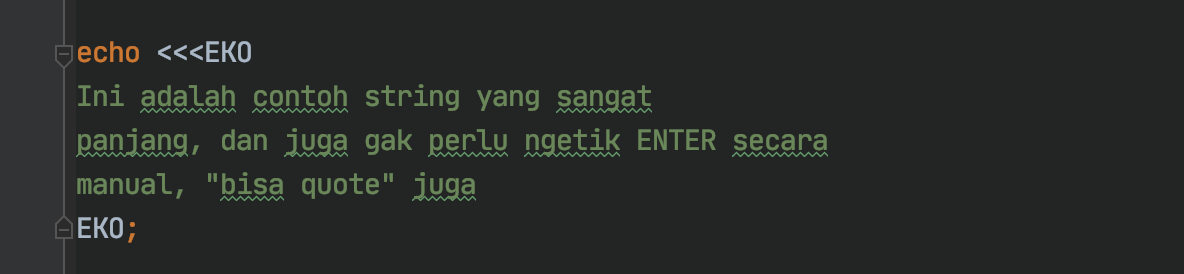 echo <<<EKO
Ini adalah contoh string yang sangat
panjang, dan juga gak perlu ngetik ENTER secara
manual, "bisa quote" juga
EKO;